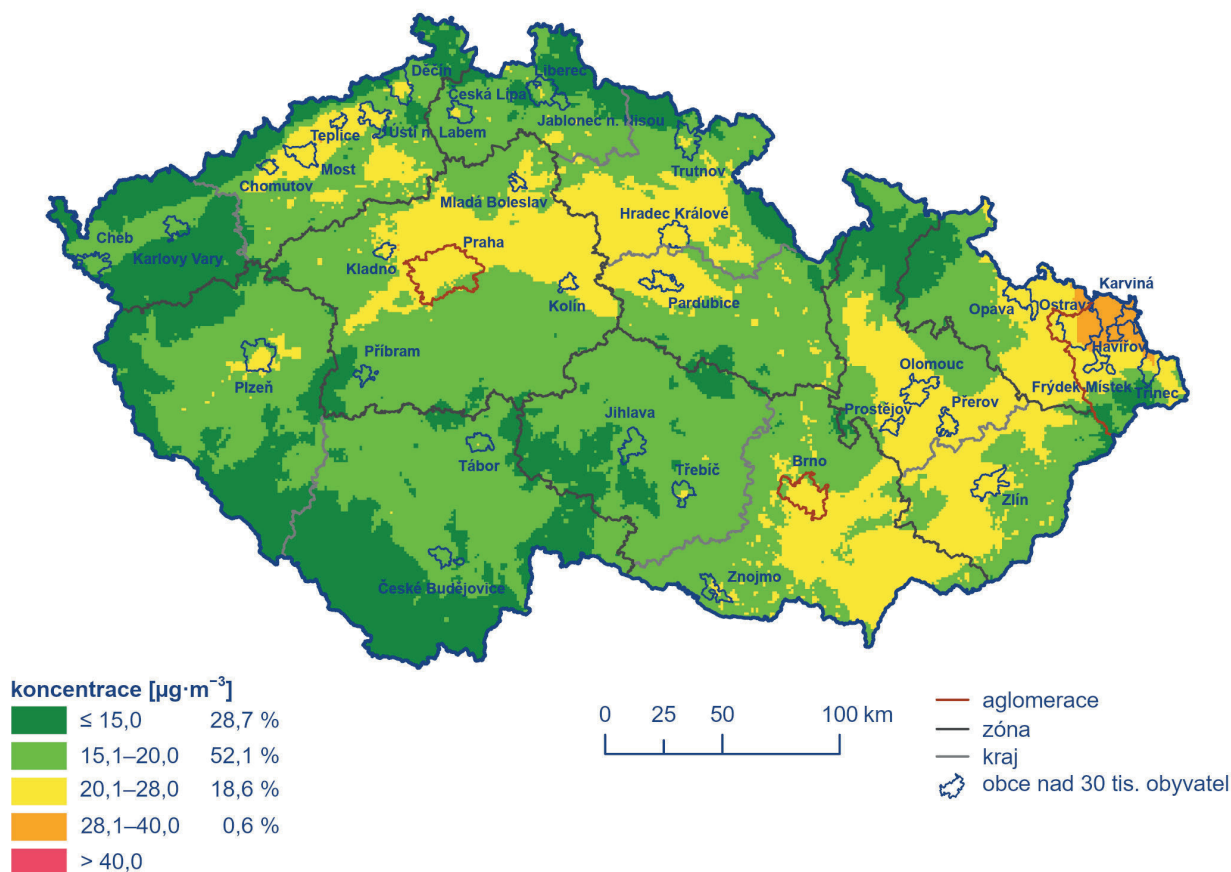 Děčín
Liberec
Česká Lípa
Jablonec n. Nisou
Teplice
Ústí n. Labem
Most
Trutnov
Chomutov
Mladá Boleslav
Hradec Králové
Cheb
Karlovy Vary
Praha
Kladno
Kolín
Pardubice
Karviná
Opava
Ostrava
Havířov
Příbram
Plzeň
Olomouc
Frýdek Místek
Třinec
Jihlava
Prostějov
Přerov
Tábor
Třebíč
Brno
Zlín
Znojmo
České Budějovice
koncentrace [µg·m⁻³]
≤ 15,0 28,7 %
15,1–20,0 52,1 %
20,1–28,0 18,6 %
28,1–40,0 0,6 %
> 40,0
0 25 50 100 km
aglomerace
zóna
kraj
obce nad 30 tis. obyvatel